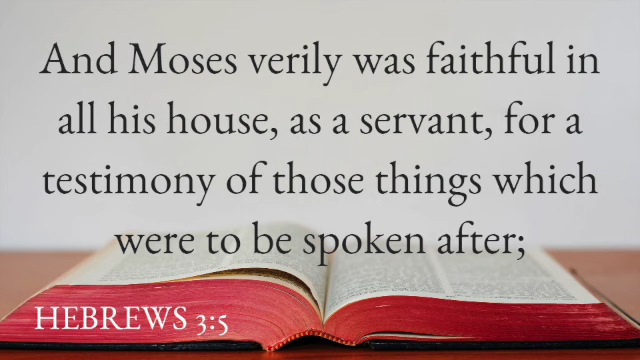 And Moses verily was faithful in
all his house, as a servant, for a
testimony of those things which
were to be spoken after;
HEBREWS 3:5